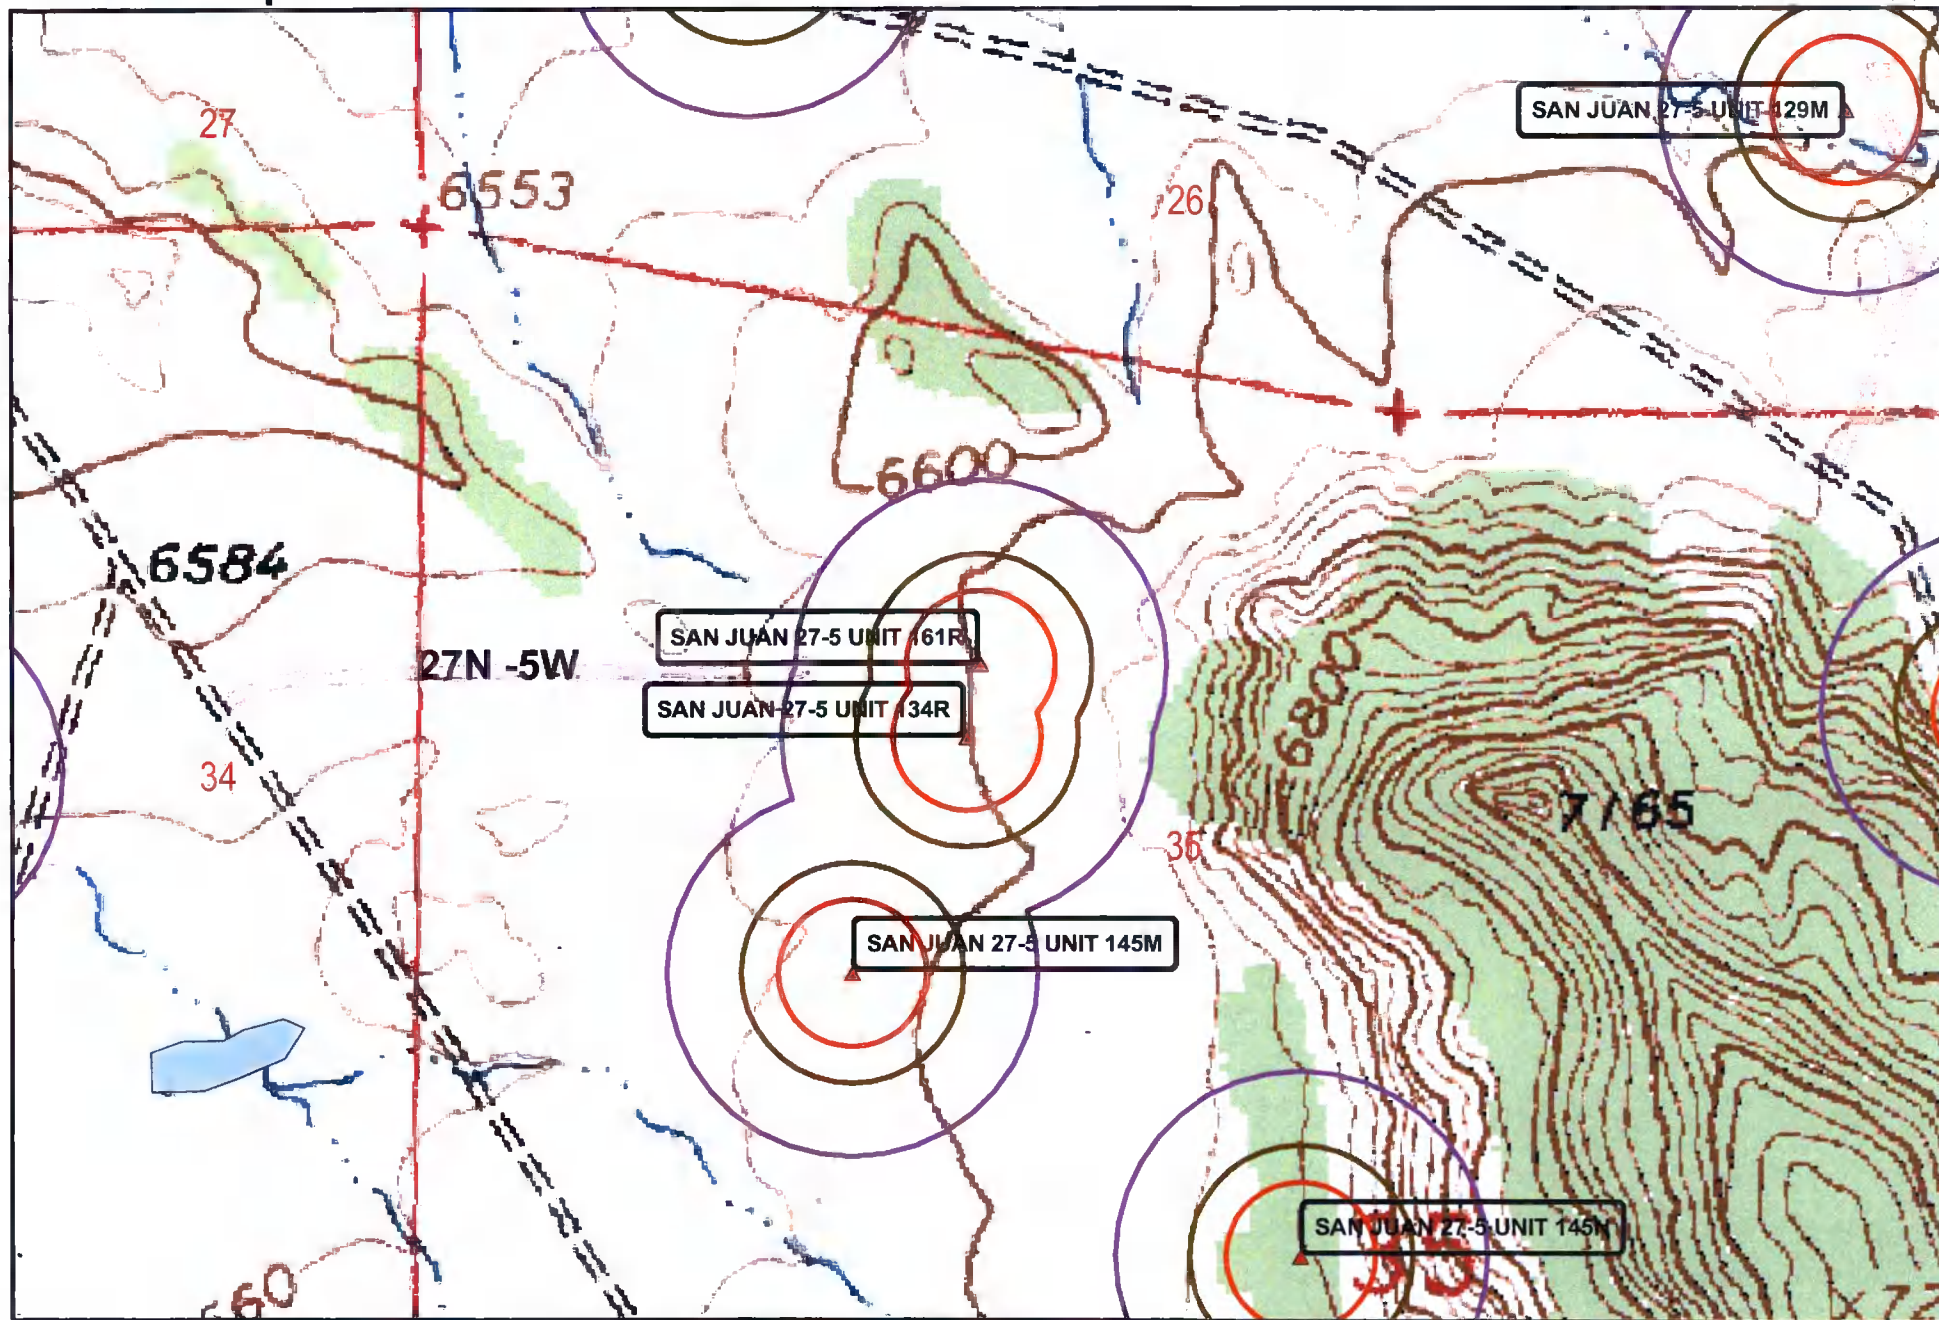 27
SAN JUAN 27-5 UNIT 129M
6553
26
6600
6584
SAN JUAN 27-5 UNIT 161R
27N -5W
6800
SAN JUAN 27-5 UNIT 134R
34
7165
35
SAN JUAN 27-5 UNIT 145M
SAN JUAN 27-5 UNIT 145N